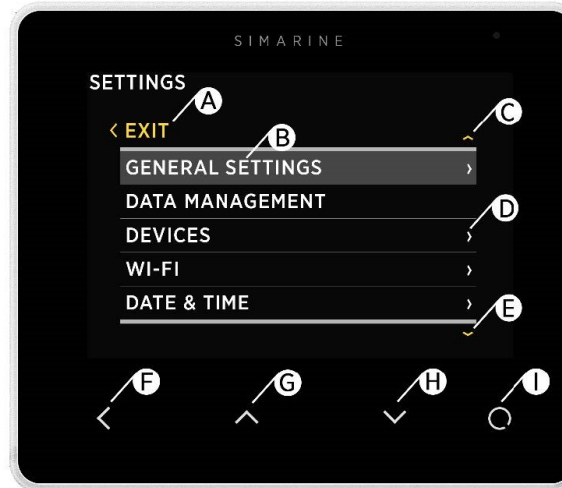 SIMARINE
SETTINGS
A
< EXIT
B
C
GENERAL SETTINGS ›
DATA MANAGEMENT
D
DEVICES ›
WI-FI ›
DATE & TIME ›
E
F G H I